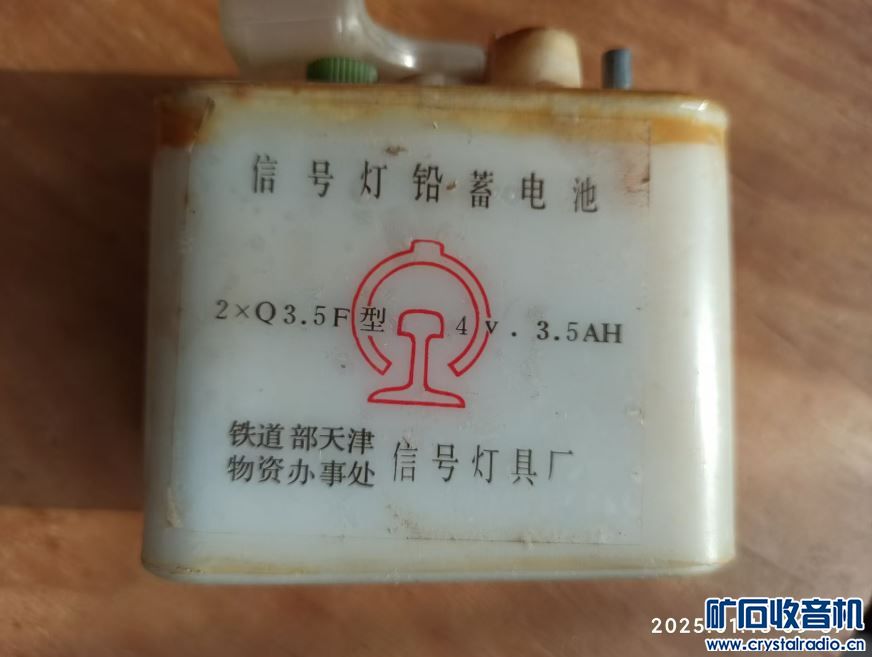 信号灯铅蓄电池
2×Q3.5F型 4v.3.5AH
铁道部天津
物资办事处 信号灯具厂
矿石收音机
www.crystalradio.cn